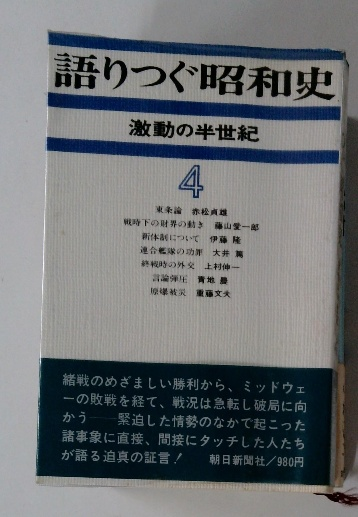 語りつぐ昭和史
激動の半世紀
4
東条論 赤松貞雄
戦時下の財界の動き 藤山愛一郎
新体制について 伊藤隆
連合艦隊の功罪 大井篤
終戦時の外交 上村伸一
言論弾圧 青地晨
原爆被災 重藤文夫
緒戦のめざましい勝利から、ミッドウェ
ーの敗戦を経て、戦況は急転し破局に向
かう——緊迫した情勢のなかで起こった
諸事象に直接、間接にタッチした人たち
が語る迫真の証言! 朝日新聞社/980円